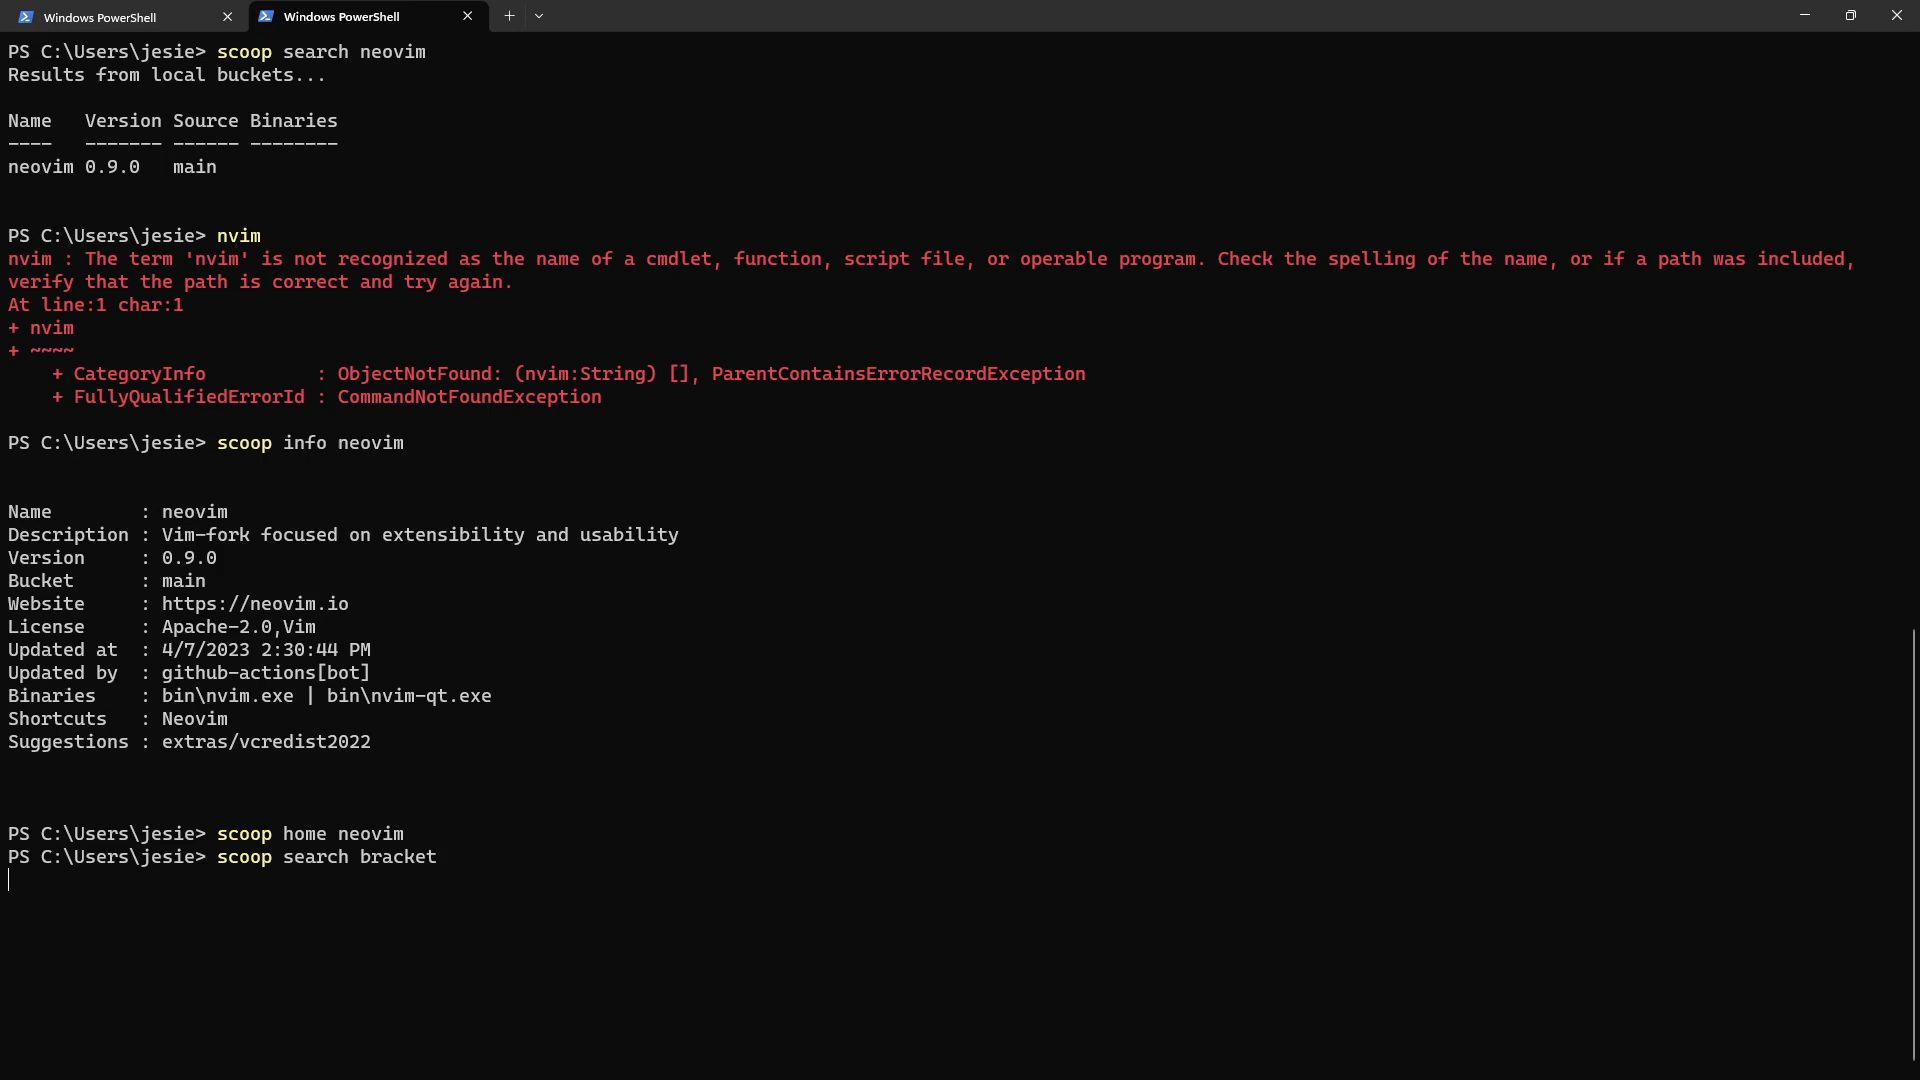 Windows PowerShell
Windows PowerShell
PS C:\Users\jesie> scoop search neovim
Results from local buckets...
Name   Version Source Binaries
----   ------- ------ --------
neovim 0.9.0   main
PS C:\Users\jesie> nvim
nvim : The term 'nvim' is not recognized as the name of a cmdlet, function, script file, or operable program. Check the spelling of the name, or if a path was included,
verify that the path is correct and try again.
At line:1 char:1
+ nvim
+ ~~~~
    + CategoryInfo          : ObjectNotFound: (nvim:String) [], ParentContainsErrorRecordException
    + FullyQualifiedErrorId : CommandNotFoundException
PS C:\Users\jesie> scoop info neovim
Name        : neovim
Description : Vim-fork focused on extensibility and usability
Version     : 0.9.0
Bucket      : main
Website     : https://neovim.io
License     : Apache-2.0,Vim
Updated at  : 4/7/2023 2:30:44 PM
Updated by  : github-actions[bot]
Binaries    : bin\nvim.exe | bin\nvim-qt.exe
Shortcuts   : Neovim
Suggestions : extras/vcredist2022
PS C:\Users\jesie> scoop home neovim
PS C:\Users\jesie> scoop search bracket